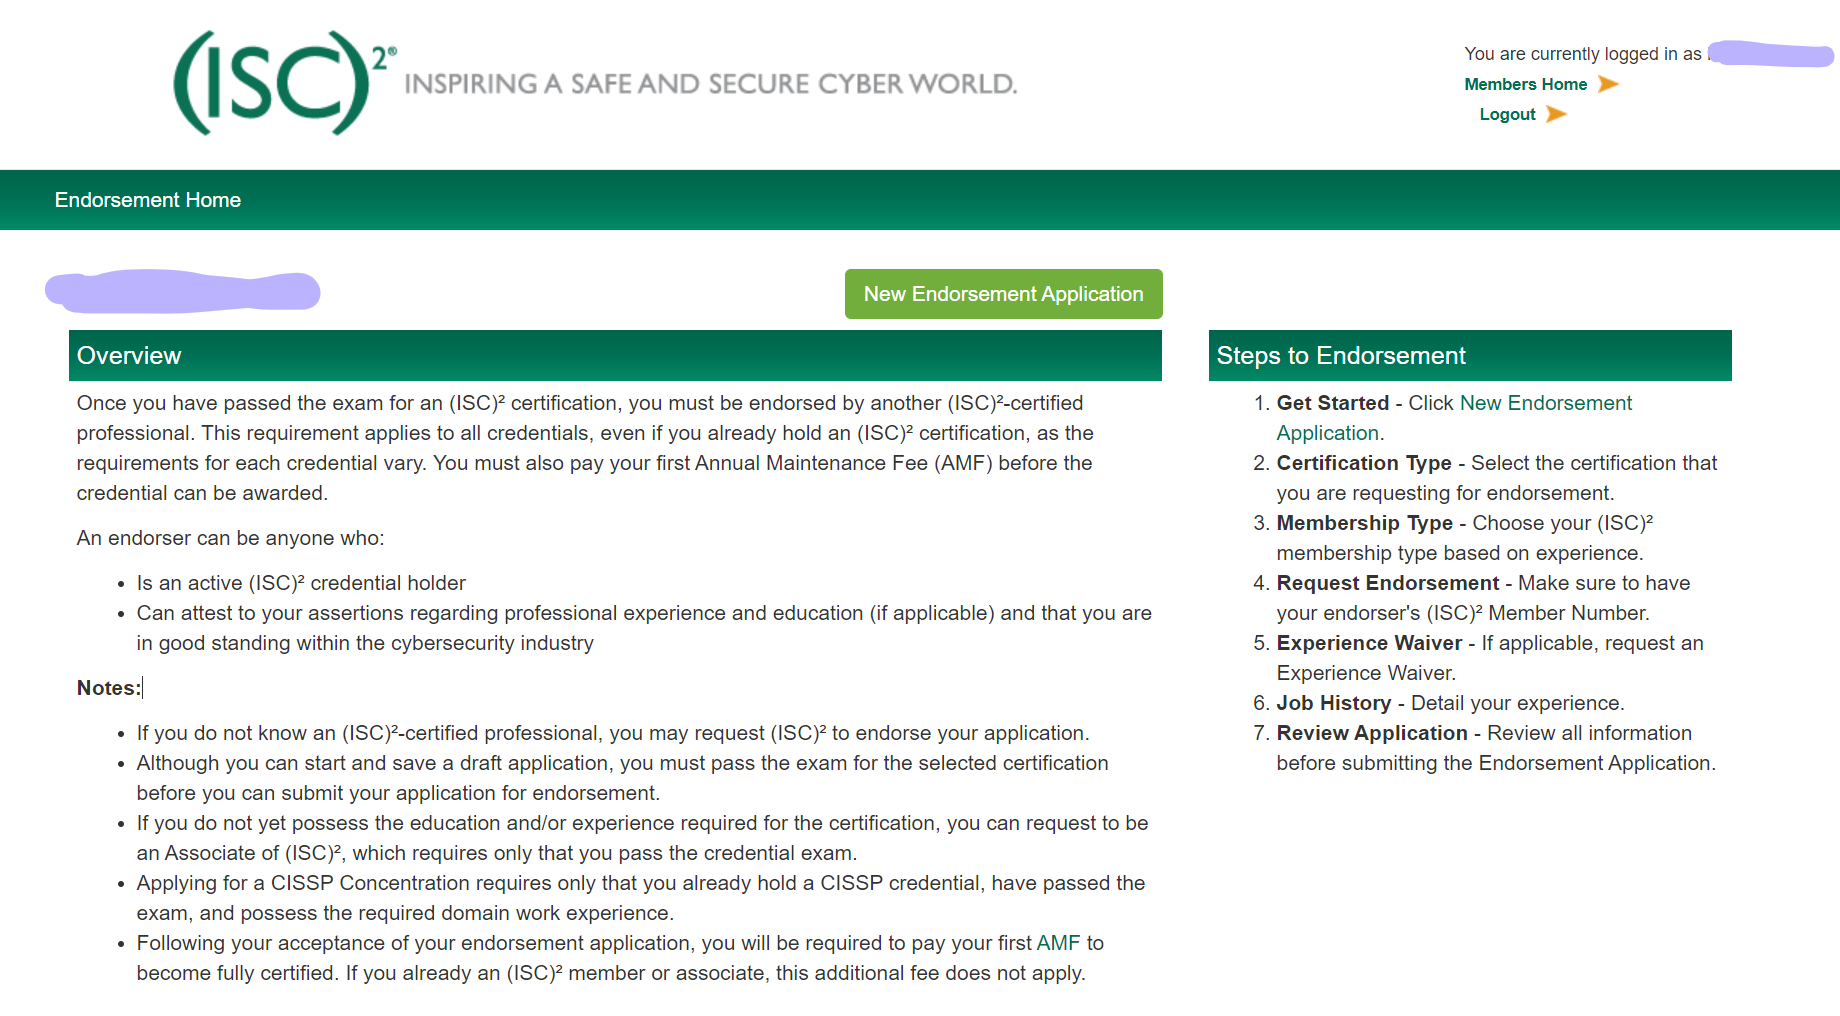 (ISC)²® INSPIRING A SAFE AND SECURE CYBER WORLD.
You are currently logged in as
Members Home
Logout
Endorsement Home
New Endorsement Application
Overview
Once you have passed the exam for an (ISC)² certification, you must be endorsed by another (ISC)²-certified
professional. This requirement applies to all credentials, even if you already hold an (ISC)² certification, as the
requirements for each credential vary. You must also pay your first Annual Maintenance Fee (AMF) before the
credential can be awarded.
An endorser can be anyone who:
• Is an active (ISC)² credential holder
• Can attest to your assertions regarding professional experience and education (if applicable) and that you are
in good standing within the cybersecurity industry
Notes:
• If you do not know an (ISC)²-certified professional, you may request (ISC)² to endorse your application.
• Although you can start and save a draft application, you must pass the exam for the selected certification
before you can submit your application for endorsement.
• If you do not yet possess the education and/or experience required for the certification, you can request to be
an Associate of (ISC)², which requires only that you pass the credential exam.
• Applying for a CISSP Concentration requires only that you already hold a CISSP credential, have passed the
exam, and possess the required domain work experience.
• Following your acceptance of your endorsement application, you will be required to pay your first AMF to
become fully certified. If you already an (ISC)² member or associate, this additional fee does not apply.
Steps to Endorsement
1. Get Started - Click New Endorsement
Application.
2. Certification Type - Select the certification that
you are requesting for endorsement.
3. Membership Type - Choose your (ISC)²
membership type based on experience.
4. Request Endorsement - Make sure to have
your endorser's (ISC)² Member Number.
5. Experience Waiver - If applicable, request an
Experience Waiver.
6. Job History - Detail your experience.
7. Review Application - Review all information
before submitting the Endorsement Application.